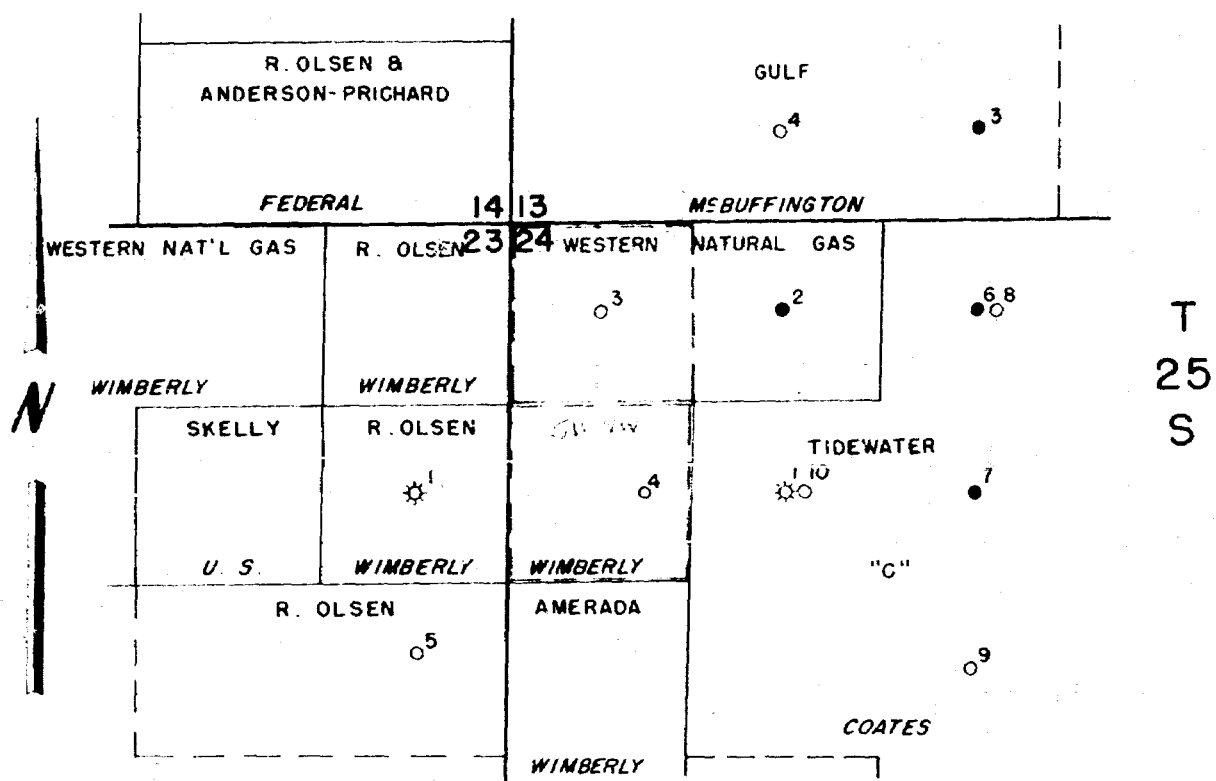 R. OLSEN &
ANDERSON-PRICHARD
GULF
4 3
FEDERAL 14 13 McBUFFINGTON
WESTERN NAT'L GAS R. OLSEN 23 24 WESTERN NATURAL GAS
3 2 6 8
T
25
S
N
WIMBERLY WIMBERLY
SKELLY R. OLSEN SW NW
TIDEWATER
1 4 1 10 7
U. S. WIMBERLY WIMBERLY "C"
R. OLSEN AMERADA
5 9
COATES
WIMBERLY